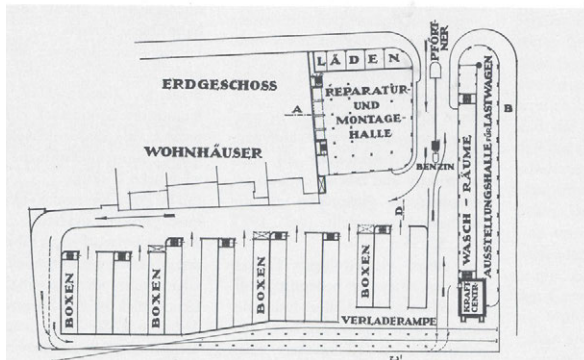 PFÖRTNER
LÄDEN
ERDGESCHOSS
REPARATUR-
UND
MONTAGE-
HALLE
A
B
WOHNHÄUSER
BENZIN
WASCH-RÄUME
AUSSTELLUNGSHALLE FÜR LASTWAGEN
D
BOXEN
BOXEN
BOXEN
BOXEN
KRAFT-
CENTR.
VERLADERAMPE